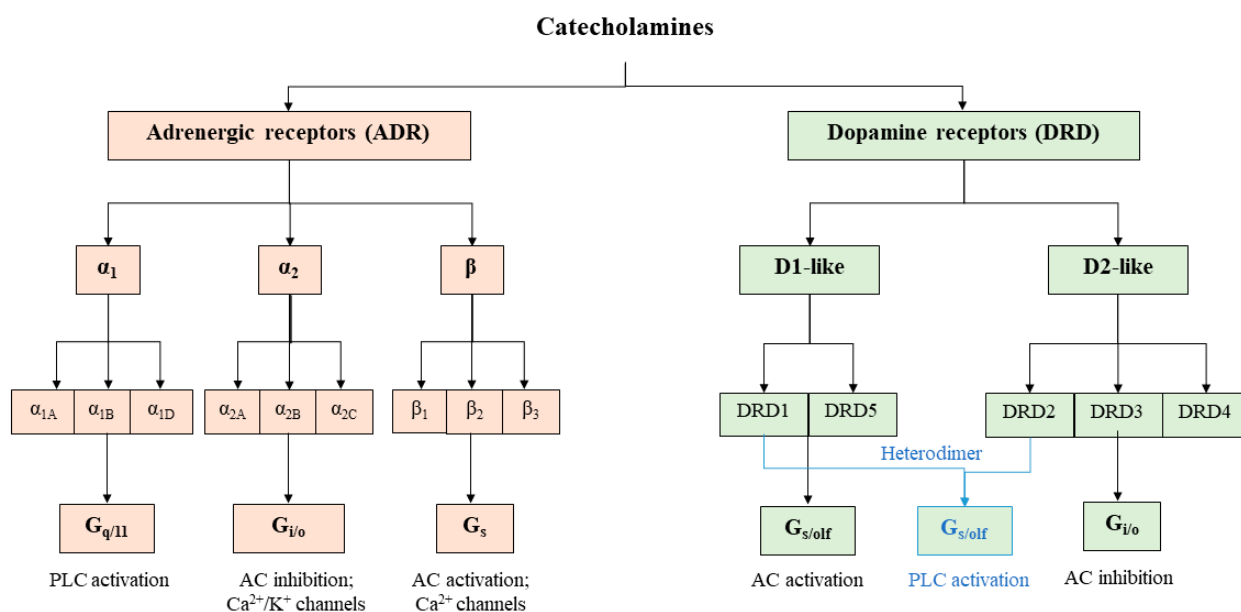 Catecholamines
Adrenergic receptors (ADR)
Dopamine receptors (DRD)
α₁
α₂
β
D1-like
D2-like
α₁A
α₁B
α₁D
α₂A
α₂B
α₂C
β₁
β₂
β₃
DRD1
DRD5
DRD2
DRD3
DRD4
Heterodimer
Gq/11
Gi/o
Gs
Gs/olf
Gs/olf
Gi/o
PLC activation
AC inhibition;
Ca²⁺/K⁺ channels
AC activation;
Ca²⁺ channels
AC activation
PLC activation
AC inhibition